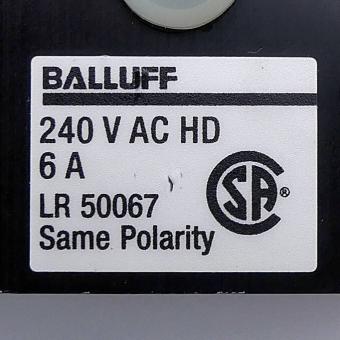 BALLUFF
240 V AC HD
6 A
LR 50067
Same Polarity
CSA®